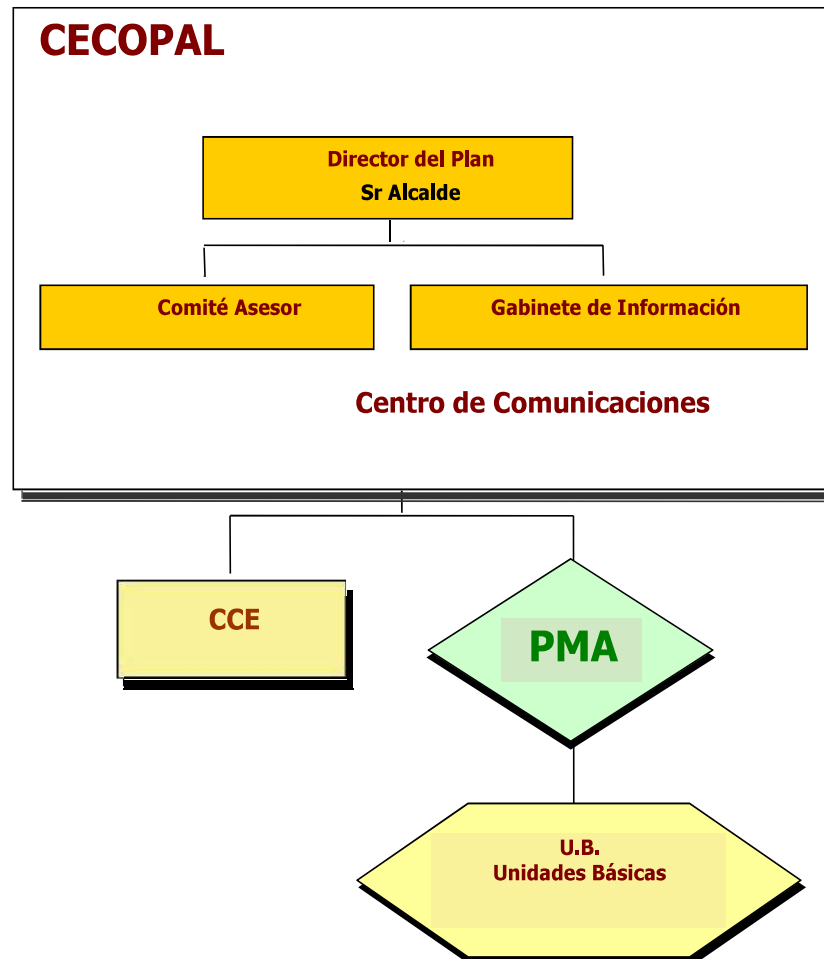 CECOPAL
Director del Plan
Sr Alcalde
Comité Asesor
Gabinete de Información
Centro de Comunicaciones
CCE
PMA
U.B.
Unidades Básicas